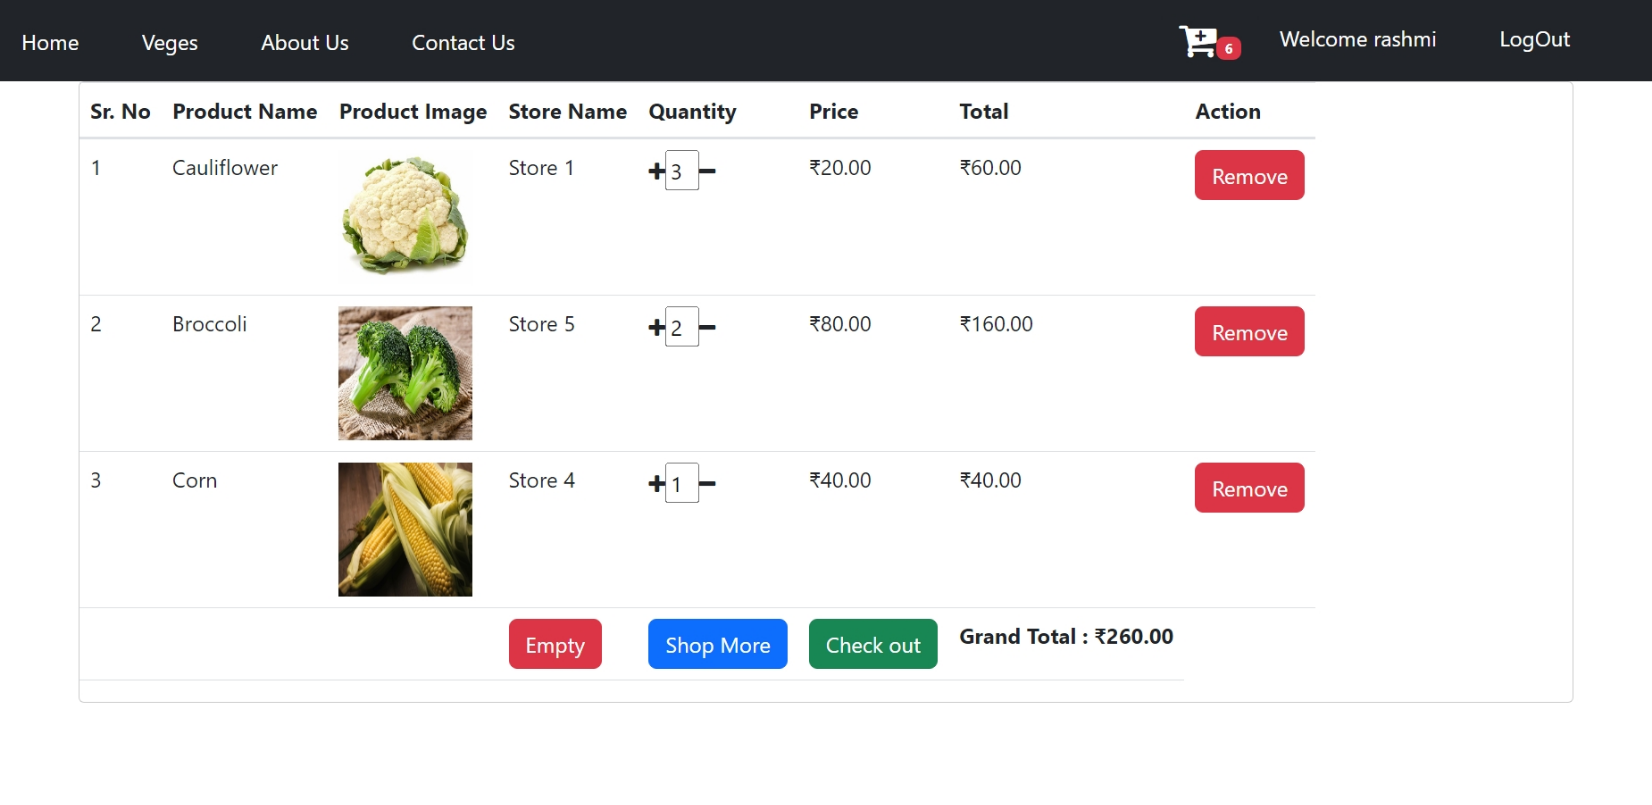 Home Veges About Us Contact Us 6 Welcome rashmi LogOut
Sr. No Product Name Product Image Store Name Quantity Price Total Action
1 Cauliflower Store 1 3 ₹20.00 ₹60.00 Remove
2 Broccoli Store 5 2 ₹80.00 ₹160.00 Remove
3 Corn Store 4 1 ₹40.00 ₹40.00 Remove
Empty Shop More Check out Grand Total : ₹260.00